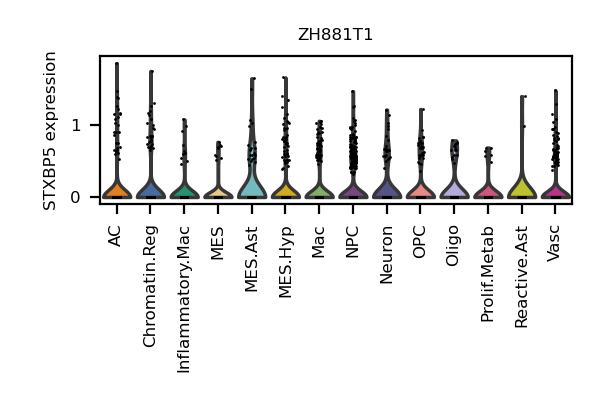 ZH881T1
STXBP5 expression
1
0
AC
Chromatin.Reg
Inflammatory.Mac
MES
MES.Ast
MES.Hyp
Mac
NPC
Neuron
OPC
Oligo
Prolif.Metab
Reactive.Ast
Vasc